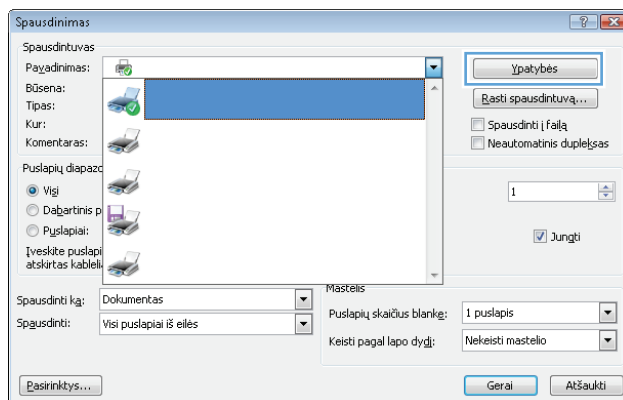 Spausdinimas
Spausdintuvas
Pavadinimas:
Ypatybės
Būsena:
Tipas:
Rasti spausdintuvą...
Kur:
Spausdinti į failą
Komentaras:
Neautomatinis dupleksas
Puslapių diapazo
Visi
1
Dabartinis p
Puslapiai:
Jungti
Įveskite puslapi
atskirtas kableli
Mastelis
Spausdinti ką: Dokumentas
Puslapių skaičius blanke: 1 puslapis
Spausdinti: Visi puslapiai iš eilės
Keisti pagal lapo dydį: Nekeisti mastelio
Pasirinktys...
Gerai
Atšaukti